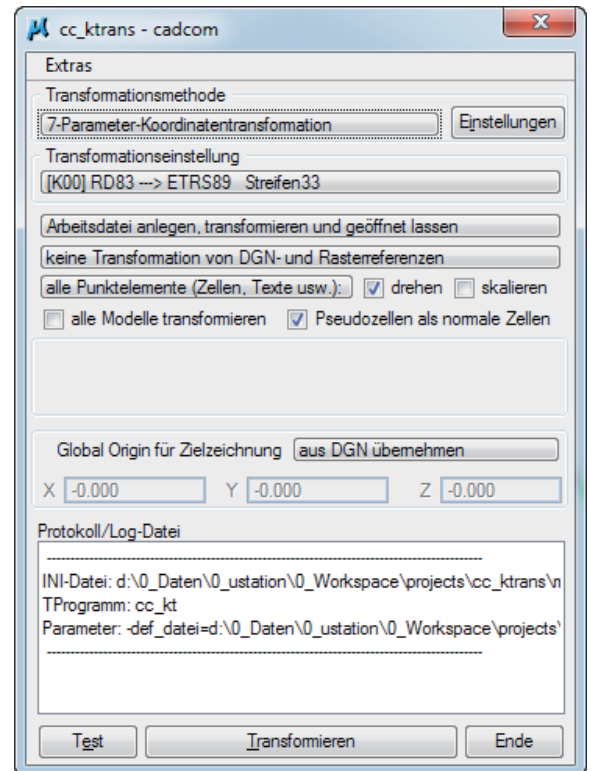 cc_ktrans - cadcom
Extras
Transformationsmethode
7-Parameter-Koordinatentransformation Einstellungen
Transformationseinstellung
[K00] RD83 ---> ETRS89 Streifen33
Arbeitsdatei anlegen, transformieren und geöffnet lassen
keine Transformation von DGN- und Rasterreferenzen
alle Punktelemente (Zellen, Texte usw.): drehen skalieren
alle Modelle transformieren Pseudozellen als normale Zellen
Global Origin für Zielzeichnung aus DGN übernehmen
X -0.000 Y -0.000 Z -0.000
Protokoll/Log-Datei
INI-Datei: d:\0_Daten\0_ustation\0_Workspace\projects\cc_ktrans\
TProgramm: cc_kt
Parameter: -def_datei=d:\0_Daten\0_ustation\0_Workspace\projects\
Test Transformieren Ende